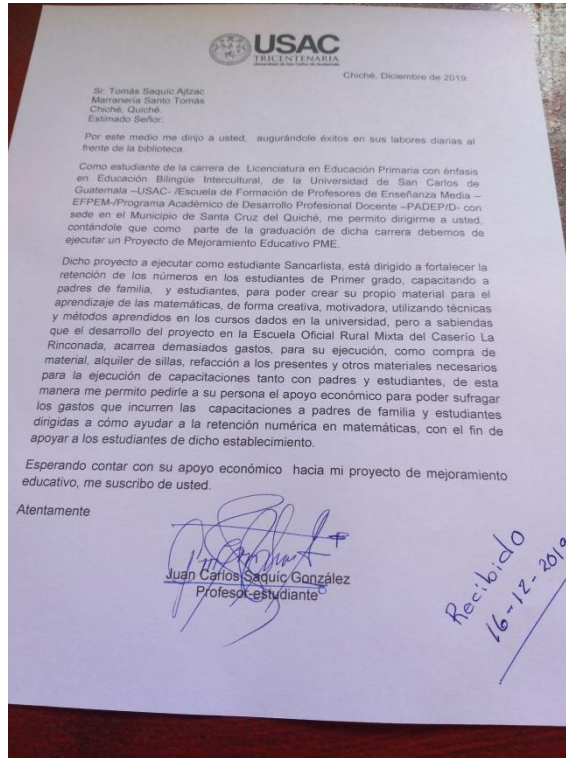 USAC
TRICENTENARIA
Universidad de San Carlos de Guatemala
Chiché, Diciembre de 2019.
Sr. Tomás Saquíc Ajtzac
Marranería Santo Tomás
Chiché, Quiché.
Estimado Señor:
Por este medio me dirijo a usted, augurándole éxitos en sus labores diarias al
frente de la biblioteca.
Como estudiante de la carrera de Licenciatura en Educación Primaria con énfasis
en Educación Bilingüe Intercultural, de la Universidad de San Carlos de
Guatemala –USAC- /Escuela de Formación de Profesores de Enseñanza Media –
EFPEM-/Programa Académico de Desarrollo Profesional Docente –PADEP/D- con
sede en el Municipio de Santa Cruz del Quiché, me permito dirigirme a usted,
contándole que como parte de la graduación de dicha carrera debemos de
ejecutar un Proyecto de Mejoramiento Educativo PME.
Dicho proyecto a ejecutar como estudiante Sancarlista, está dirigido a fortalecer la
retención de los números en los estudiantes de Primer grado, capacitando a
padres de familia, y estudiantes, para poder crear su propio material para el
aprendizaje de las matemáticas, de forma creativa, motivadora, utilizando técnicas
y métodos aprendidos en los cursos dados en la universidad, pero a sabiendas
que el desarrollo del proyecto en la Escuela Oficial Rural Mixta del Caserío La
Rinconada, acarrea demasiados gastos, para su ejecución, como compra de
material, alquiler de sillas, refacción a los presentes y otros materiales necesarios
para la ejecución de capacitaciones tanto con padres y estudiantes, de esta
manera me permito pedirle a su persona el apoyo económico para poder sufragar
los gastos que incurren las capacitaciones a padres de familia y estudiantes
dirigidas a cómo ayudar a la retención numérica en matemáticas, con el fin de
apoyar a los estudiantes de dicho establecimiento.
Esperando contar con su apoyo económico hacia mi proyecto de mejoramiento
educativo, me suscribo de usted.
Atentamente
Juan Carlos Saquíc González
Profesor-estudiante
Recibido
16-12-2019